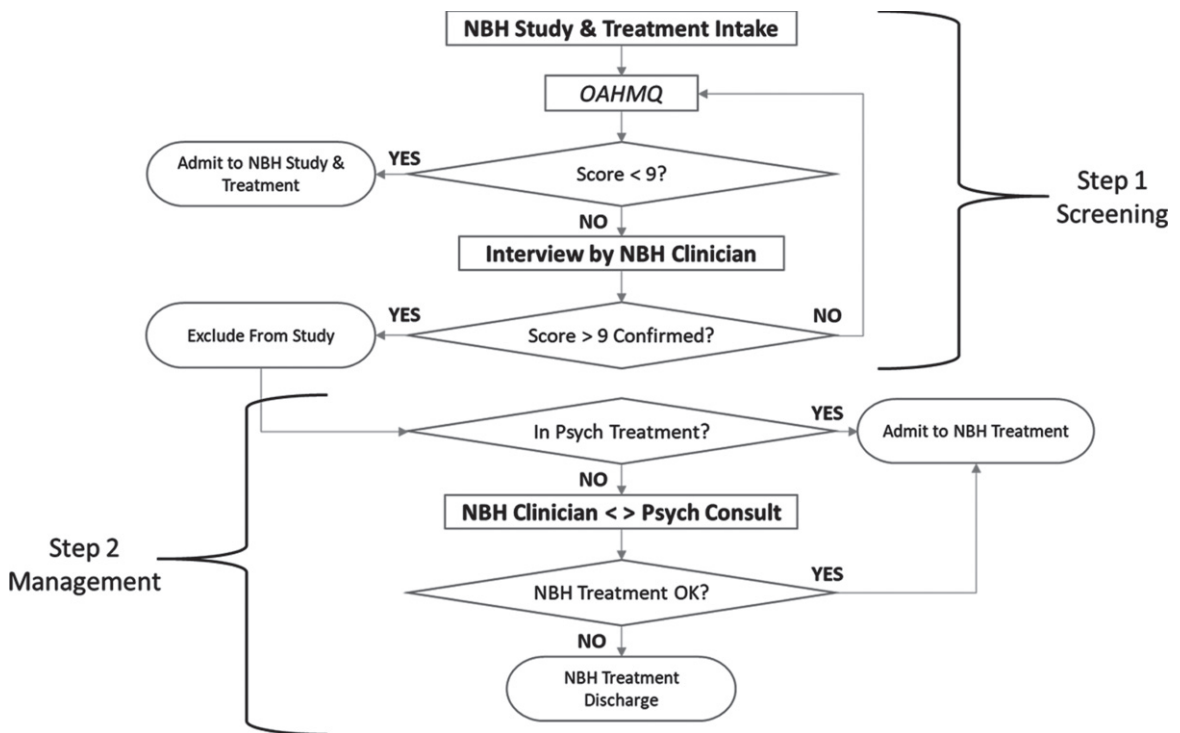 NBH Study & Treatment Intake
OAHMQ
YES
Admit to NBH Study &
Treatment
Score < 9?
Step 1
Screening
NO
Interview by NBH Clinician
YES
NO
Exclude From Study
Score > 9 Confirmed?
YES
In Psych Treatment?
Admit to NBH Treatment
NO
NBH Clinician < > Psych Consult
Step 2
Management
YES
NBH Treatment OK?
NO
NBH Treatment
Discharge